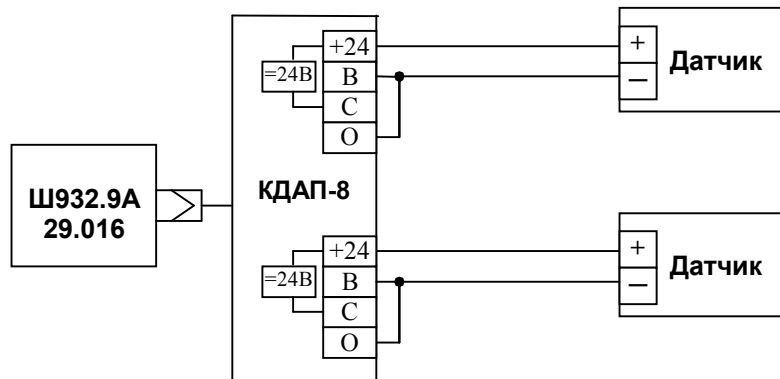 +24
=24В
В
С
О
+
–
Датчик
Ш932.9А
29.016
КДАП-8
+24
=24В
В
С
О
+
–
Датчик